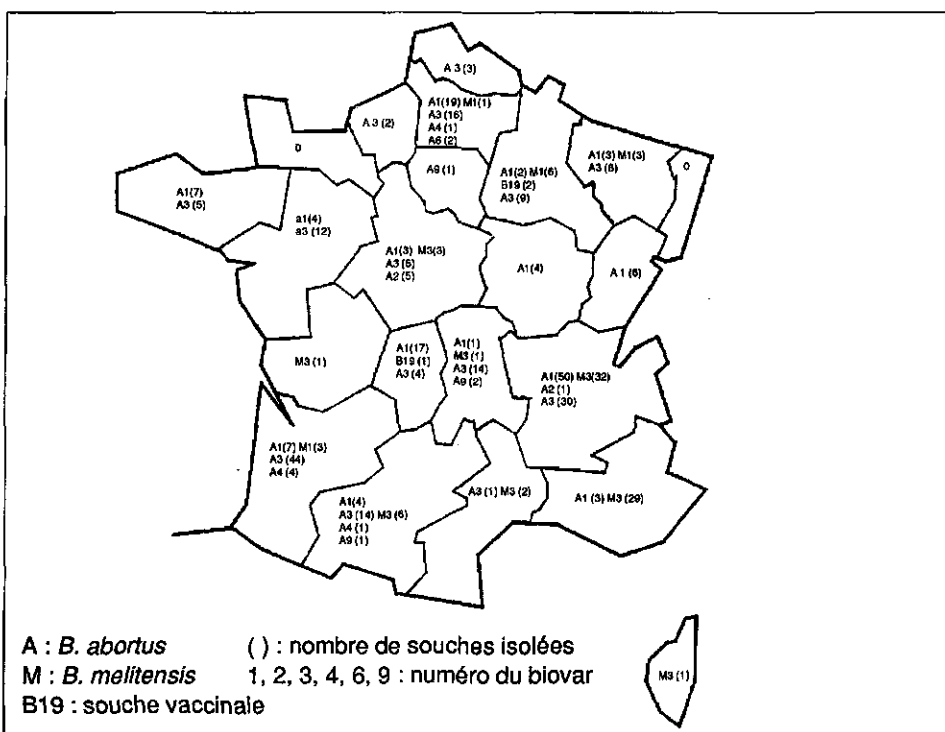 A 3 (3)
A1(19) M1(1)
A3 (16)
A4 (1)
A6 (2)
A 3 (2)
0
A9 (1)
A1(2) M1(6)
B19 (2)
A3 (9)
A1(3) M1(3)
A3 (6)
0
A1(7)
A3 (5)
a1(4)
a3 (12)
A1(3) M3(3)
A3 (6)
A2 (5)
A1 (4)
A 1 (6)
M3 (1)
A1(17)
B19 (1)
A3 (4)
A1(1)
M3 (1)
A3 (14)
A9 (2)
A1(50) M3(32)
A2 (1)
A3 (30)
A1(7] M1(3)
A3 (44)
A4 (4)
A1(4)
A3 (14) M3 (6)
A4 (1)
A9 (1)
A3 (1) M3 (2)
A1 (3) M3 (29)
M3 (1)
A : B. abortus ( ) : nombre de souches isolées
M : B. melitensis 1, 2, 3, 4, 6, 9 : numéro du biovar
B19 : souche vaccinale